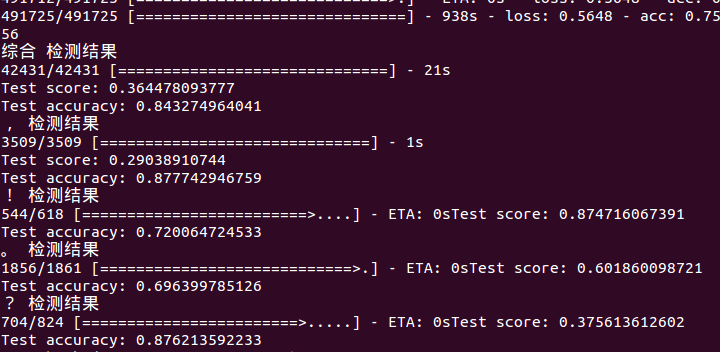 491725/491725 [==============================] - 938s - loss: 0.5648 - acc: 0.75
56
综合 检测结果
42431/42431 [==============================] - 21s
Test score: 0.364478093777
Test accuracy: 0.843274964041
， 检测结果
3509/3509 [==============================] - 1s
Test score: 0.29038910744
Test accuracy: 0.877742946759
！ 检测结果
544/618 [=========================>....] - ETA: 0sTest score: 0.874716067391
Test accuracy: 0.720064724533
。 检测结果
1856/1861 [============================>.] - ETA: 0sTest score: 0.601860098721
Test accuracy: 0.696399785126
？ 检测结果
704/824 [========================>.....] - ETA: 0sTest score: 0.375613612602
Test accuracy: 0.876213592233